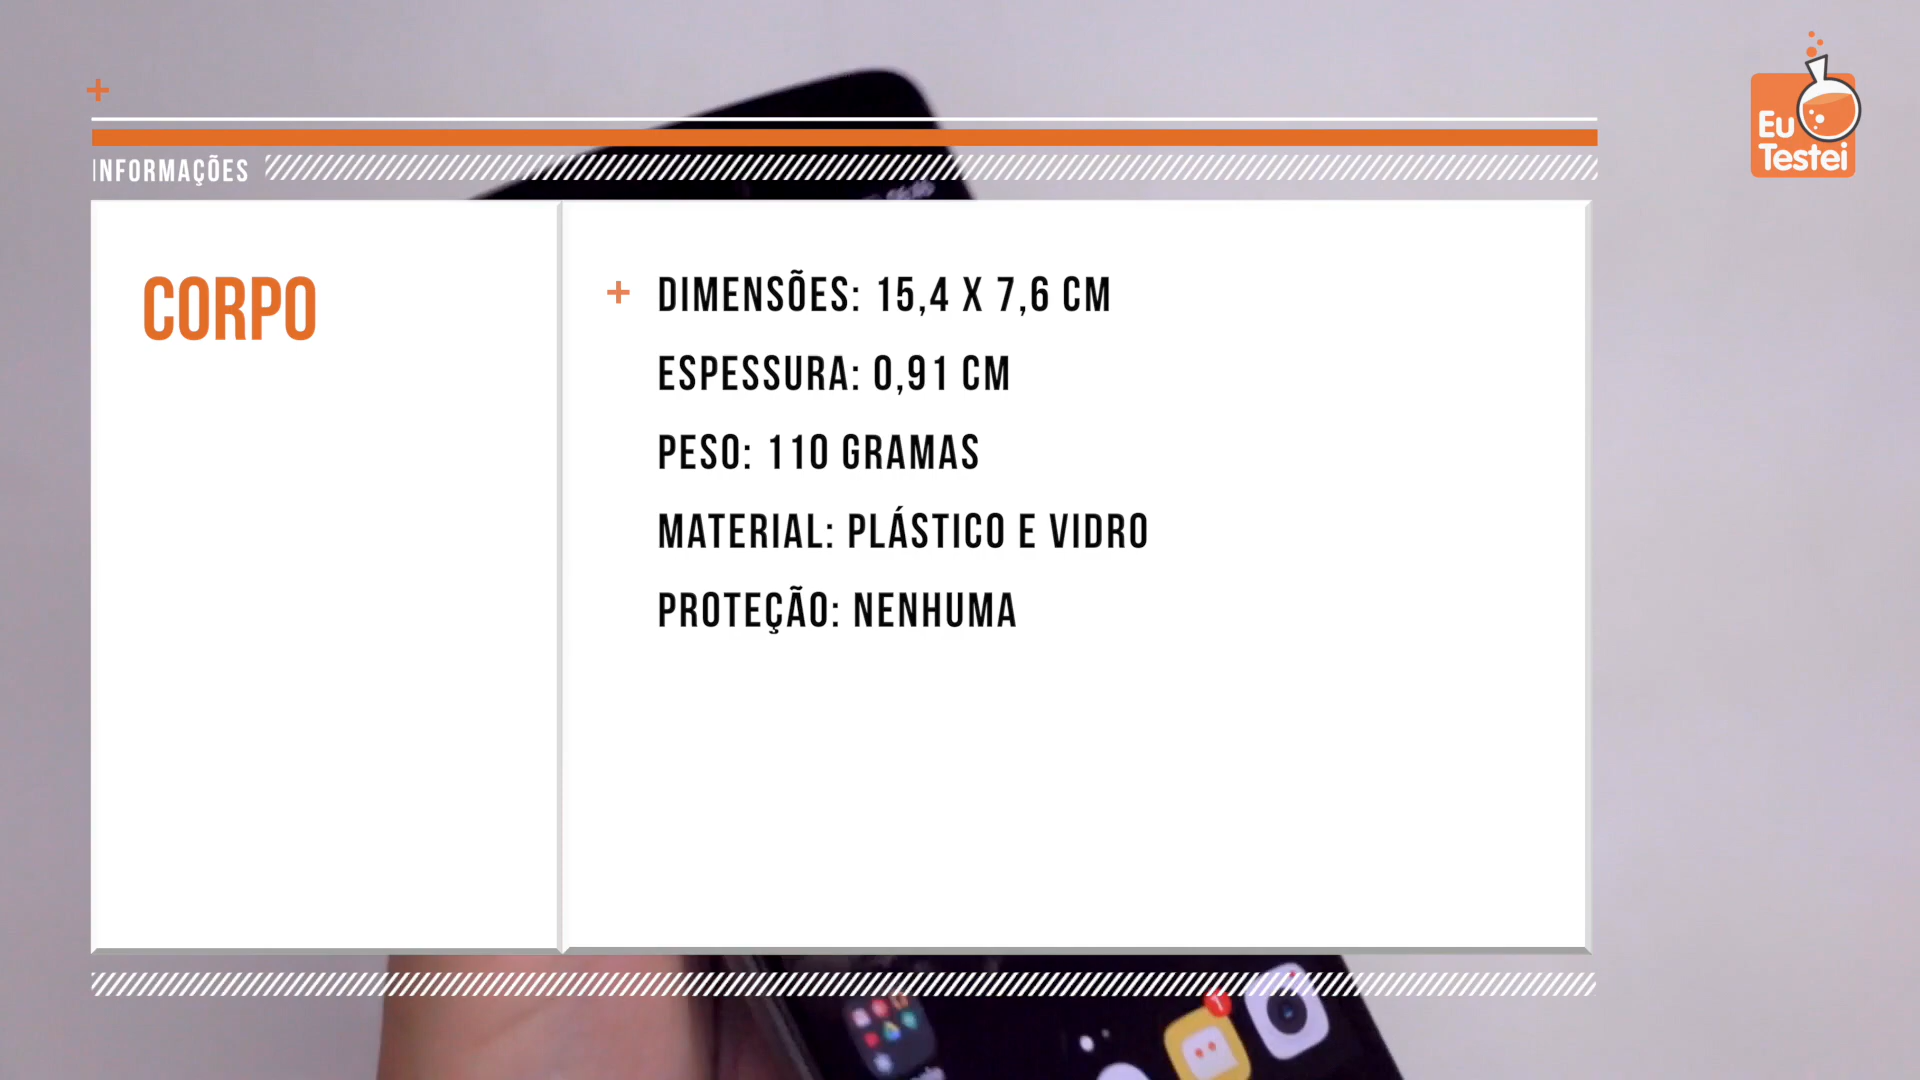 INFORMAÇÕES
Eu
Testei
CORPO
+ DIMENSÕES: 15,4 X 7,6 CM
ESPESSURA: 0,91 CM
PESO: 110 GRAMAS
MATERIAL: PLÁSTICO E VIDRO
PROTEÇÃO: NENHUMA
1